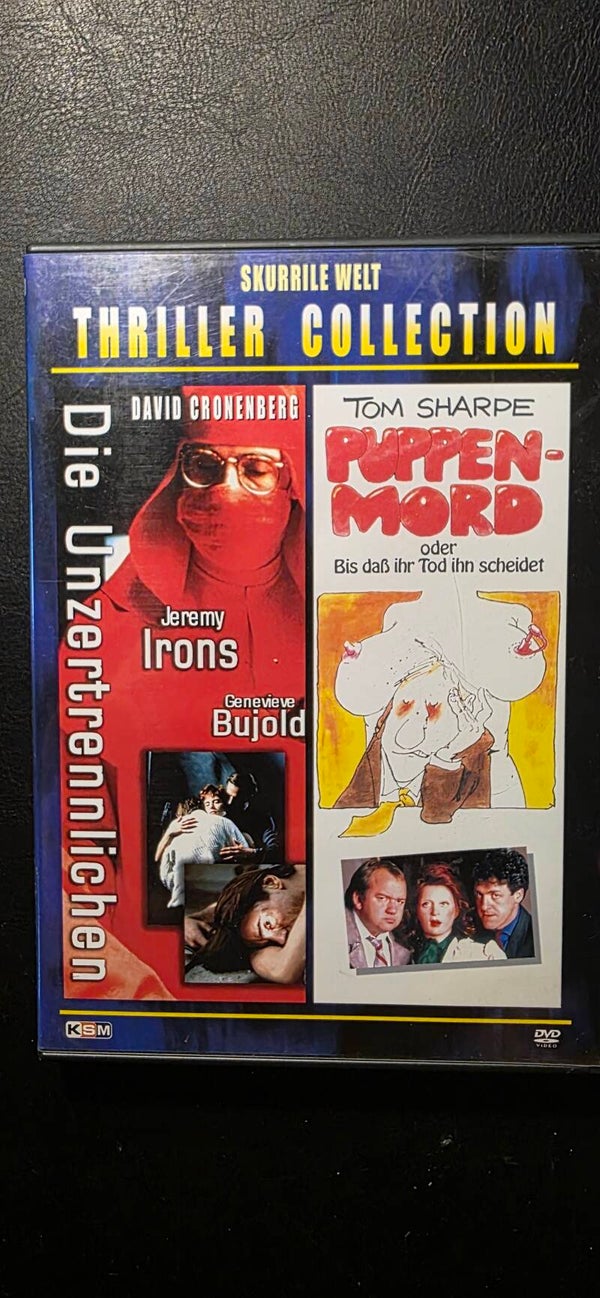 SKURRILE WELT
THRILLER COLLECTION
Die Unzertrennlichen
DAVID CRONENBERG
Jeremy
Irons
Genevieve
Bujold
TOM SHARPE
PUPPEN-
MORD
oder
Bis daß ihr Tod ihn scheidet
KSM
DVD
VIDEO